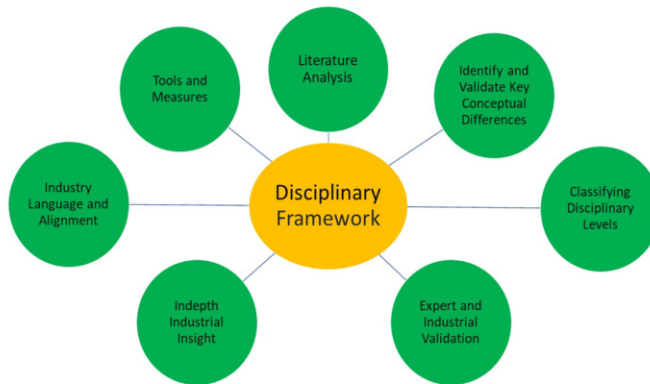 Literature
Analysis
Tools and
Measures
Identify and
Validate Key
Conceptual
Differences
Industry
Language and
Alignment
Disciplinary
Framework
Classifying
Disciplinary
Levels
Indepth
Industrial
Insight
Expert and
Industrial
Validation